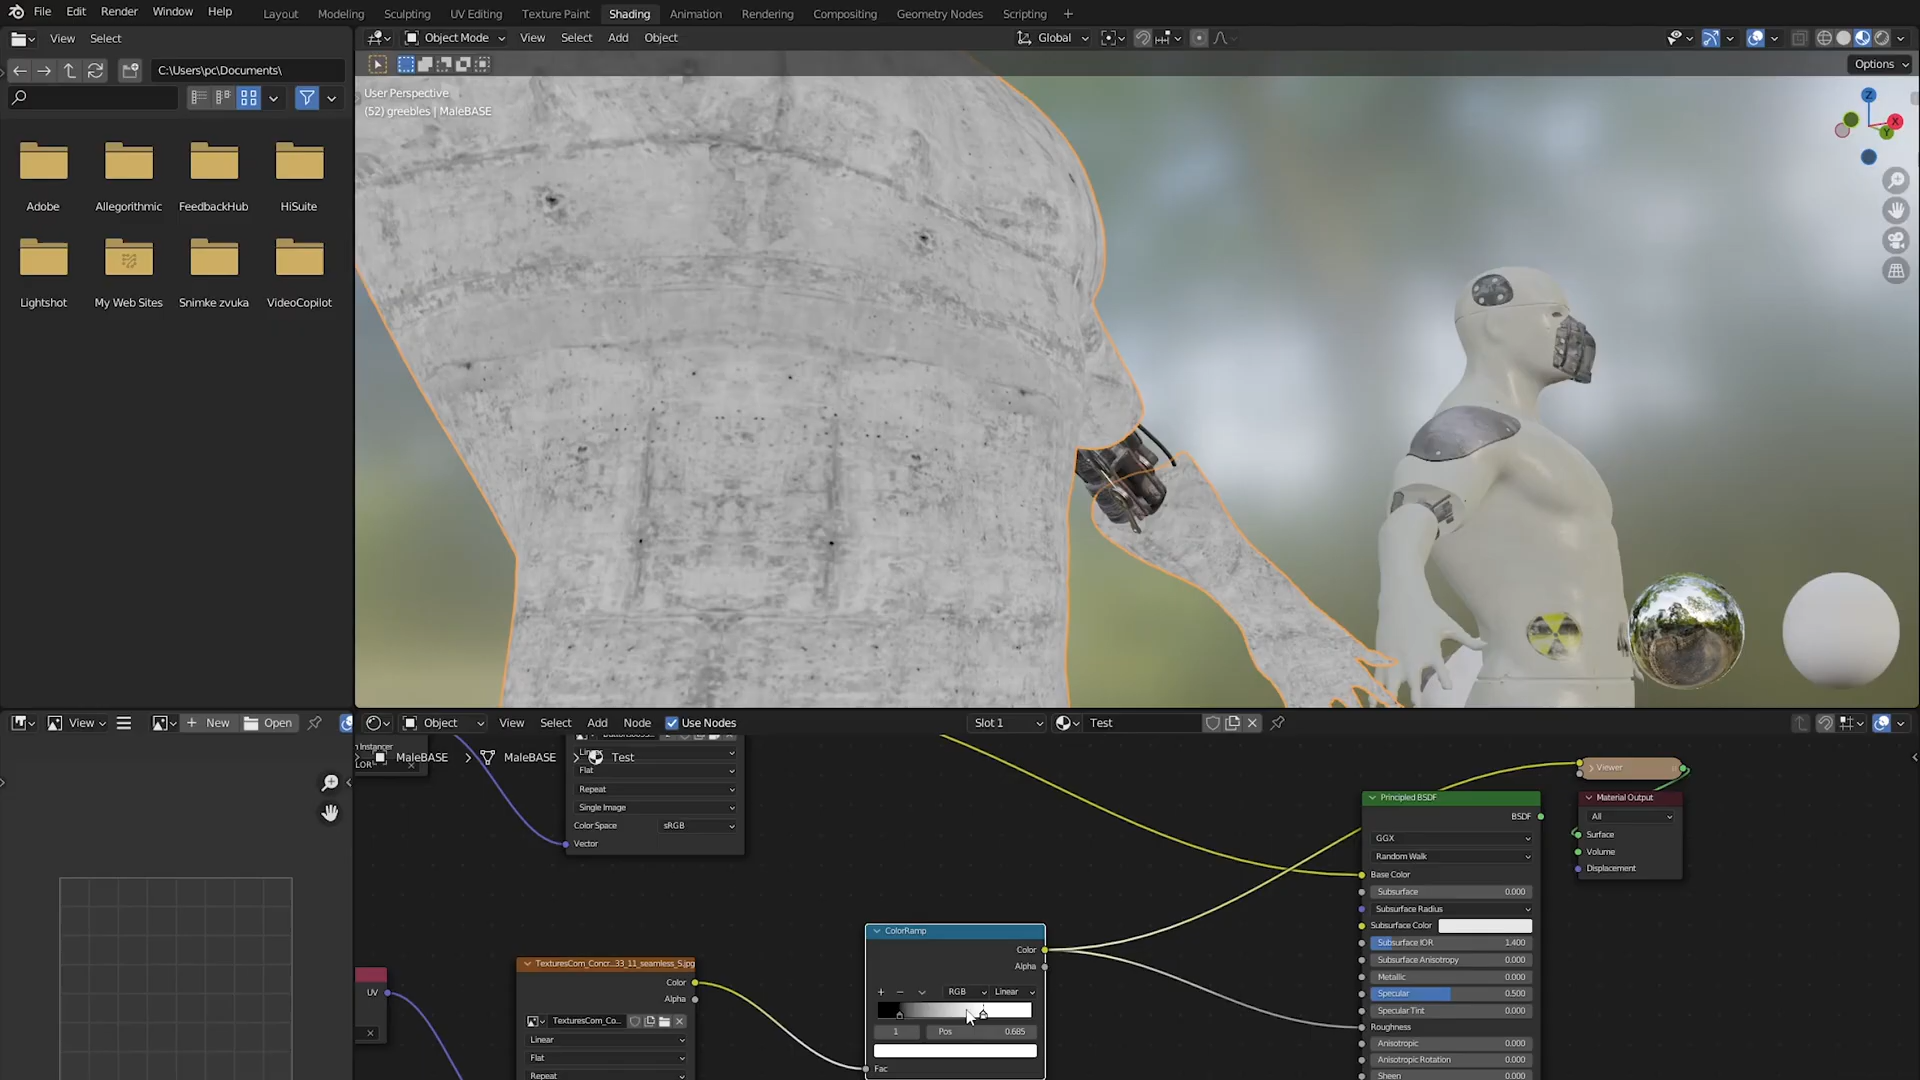 File Edit Render Window Help Layout Modeling Sculpting UV Editing Texture Paint Shading Animation Rendering Compositing Geometry Nodes Scripting +
View Select
Object Mode View Select Add Object Global
C:\Users\pc\Documents\
Options
User Perspective
(52) greebles | MaleBASE
Z
X
Y
Adobe Allegorithmic FeedbackHub HiSuite
Lightshot My Web Sites Snimke zvuka VideoCopilot
View New Open
Object View Select Add Node Use Nodes Slot 1 Test
MaleBASE > MaleBASE > Test
Linear
Flat
Repeat
Single Image
Color Space sRGB
Vector
Viewer
Material Output
All
Surface
Volume
Displacement
Principled BSDF
BSDF
GGX
Random Walk
Base Color
Subsurface 0.000
Subsurface Radius
Subsurface Color
Subsurface IOR 1.400
Subsurface Anisotropy 0.000
Metallic 0.000
Specular 0.500
Specular Tint 0.000
Roughness
Anisotropic 0.000
Anisotropic Rotation 0.000
Sheen 0.000
ColorRamp
Color
Alpha
+ − RGB Linear
1 Pos 0.685
Fac
UV
TexturesCom_Concr...33_11_seamless_S.jpg
Color
Alpha
TexturesCom_Co...
Linear
Flat
Repeat